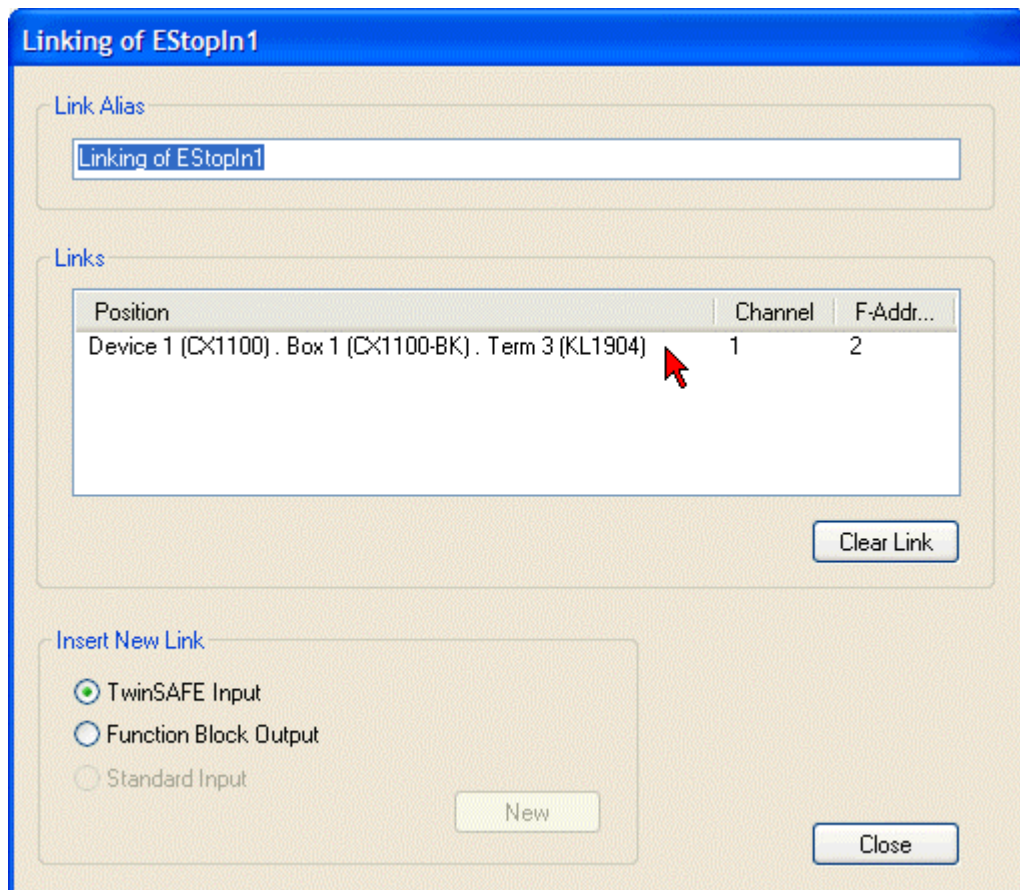 Linking of EStopIn1
Link Alias
Linking of EStopIn1
Links
Position Channel F-Addr...
Device 1 (CX1100) . Box 1 (CX1100-BK) . Term 3 (KL1904) 1 2
Clear Link
Insert New Link
TwinSAFE Input
Function Block Output
Standard Input
New
Close